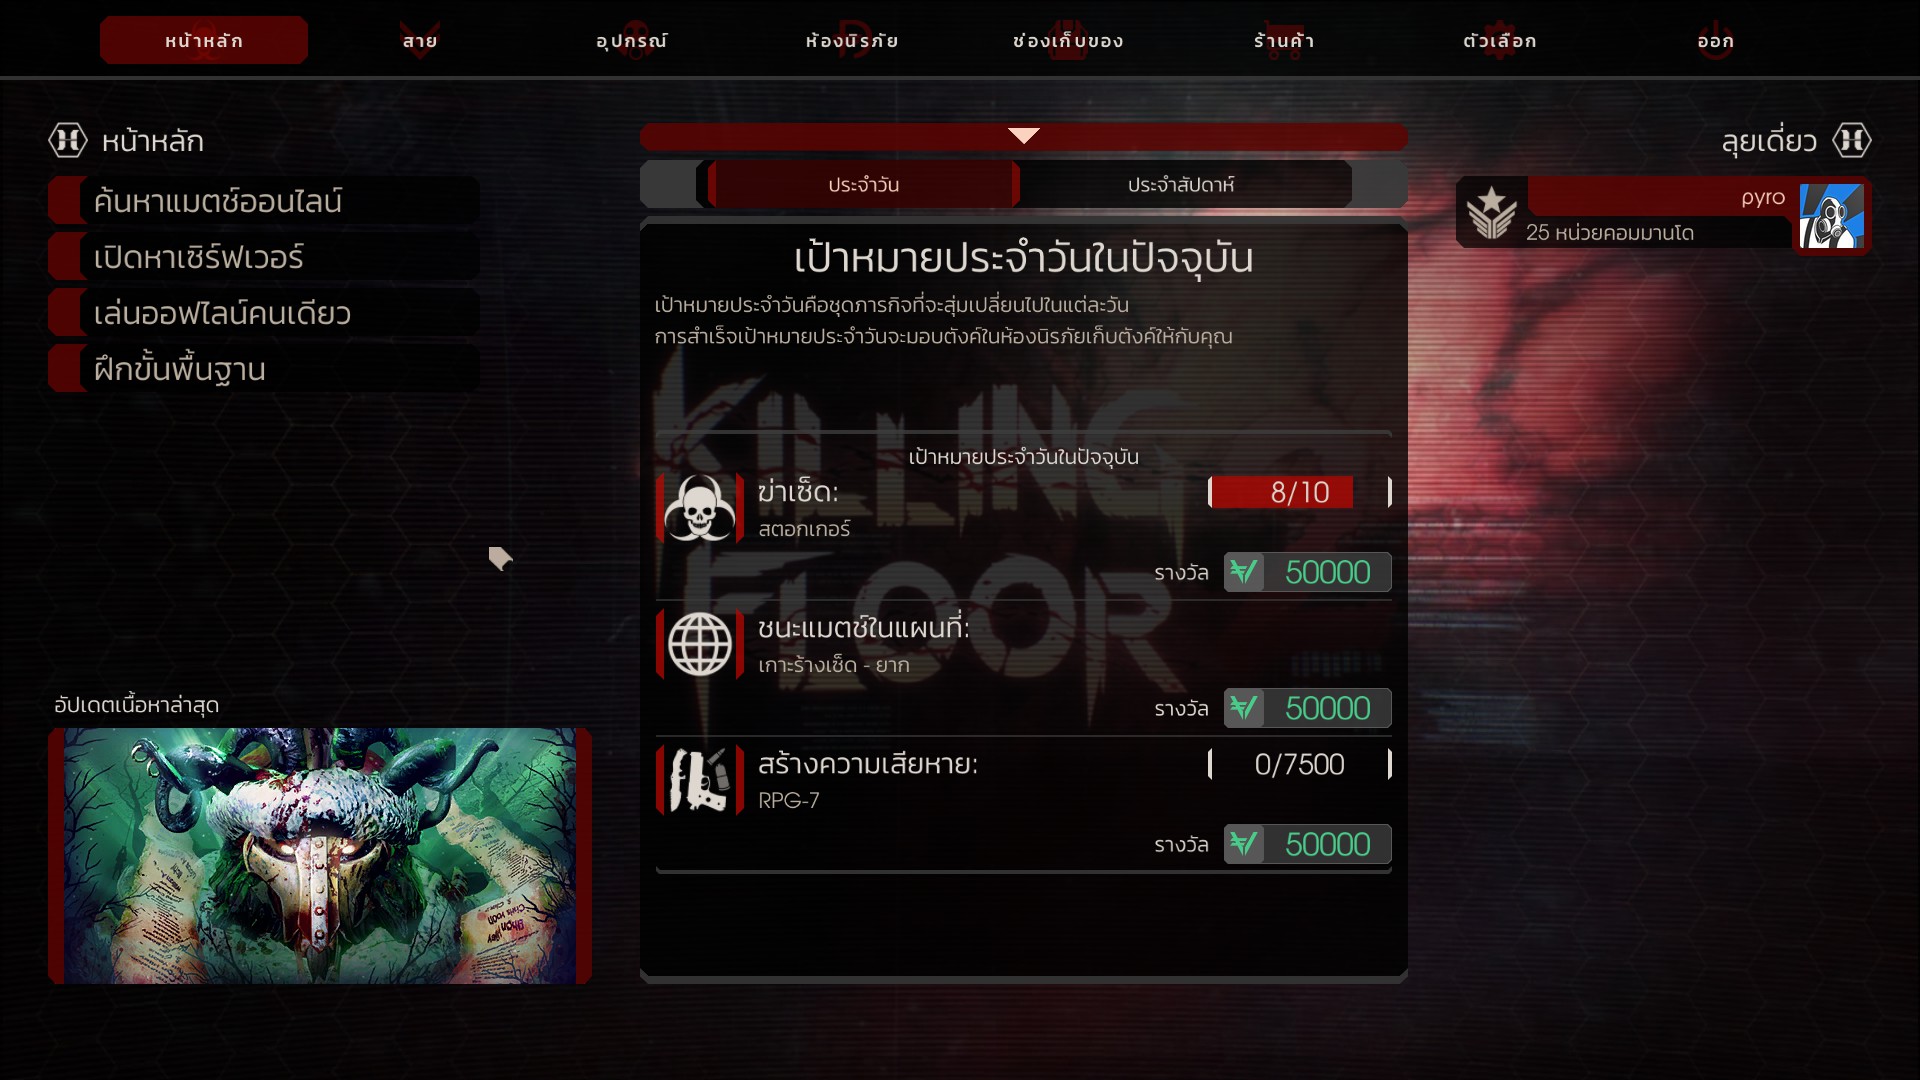 หน้าหลัก
สาย
อุปกรณ์
ห้องนิรภัย
ช่องเก็บของ
ร้านค้า
ตัวเลือก
ออก
หน้าหลัก
ค้นหาแมตช์ออนไลน์
เปิดหาเซิร์ฟเวอร์
เล่นออฟไลน์คนเดียว
ฝึกขั้นพื้นฐาน
อัปเดตเนื้อหาล่าสุด
ประจำวัน
ประจำสัปดาห์
เป้าหมายประจำวันในปัจจุบัน
เป้าหมายประจำวันคือชุดภารกิจที่จะสุ่มเปลี่ยนไปในแต่ละวัน
การสำเร็จเป้าหมายประจำวันจะมอบตังค์ในห้องนิรภัยเก็บตังค์ให้กับคุณ
KILLING
FLOOR
เป้าหมายประจำวันในปัจจุบัน
ฆ่าเซ็ด:
8/10
สตอกเกอร์
รางวัล
50000
ชนะแมตช์ในแผนที่:
เกาะร้างเซ็ด - ยาก
รางวัล
50000
สร้างความเสียหาย:
0/7500
RPG-7
รางวัล
50000
ลุยเดี่ยว
pyro
25 หน่วยคอมมานโด